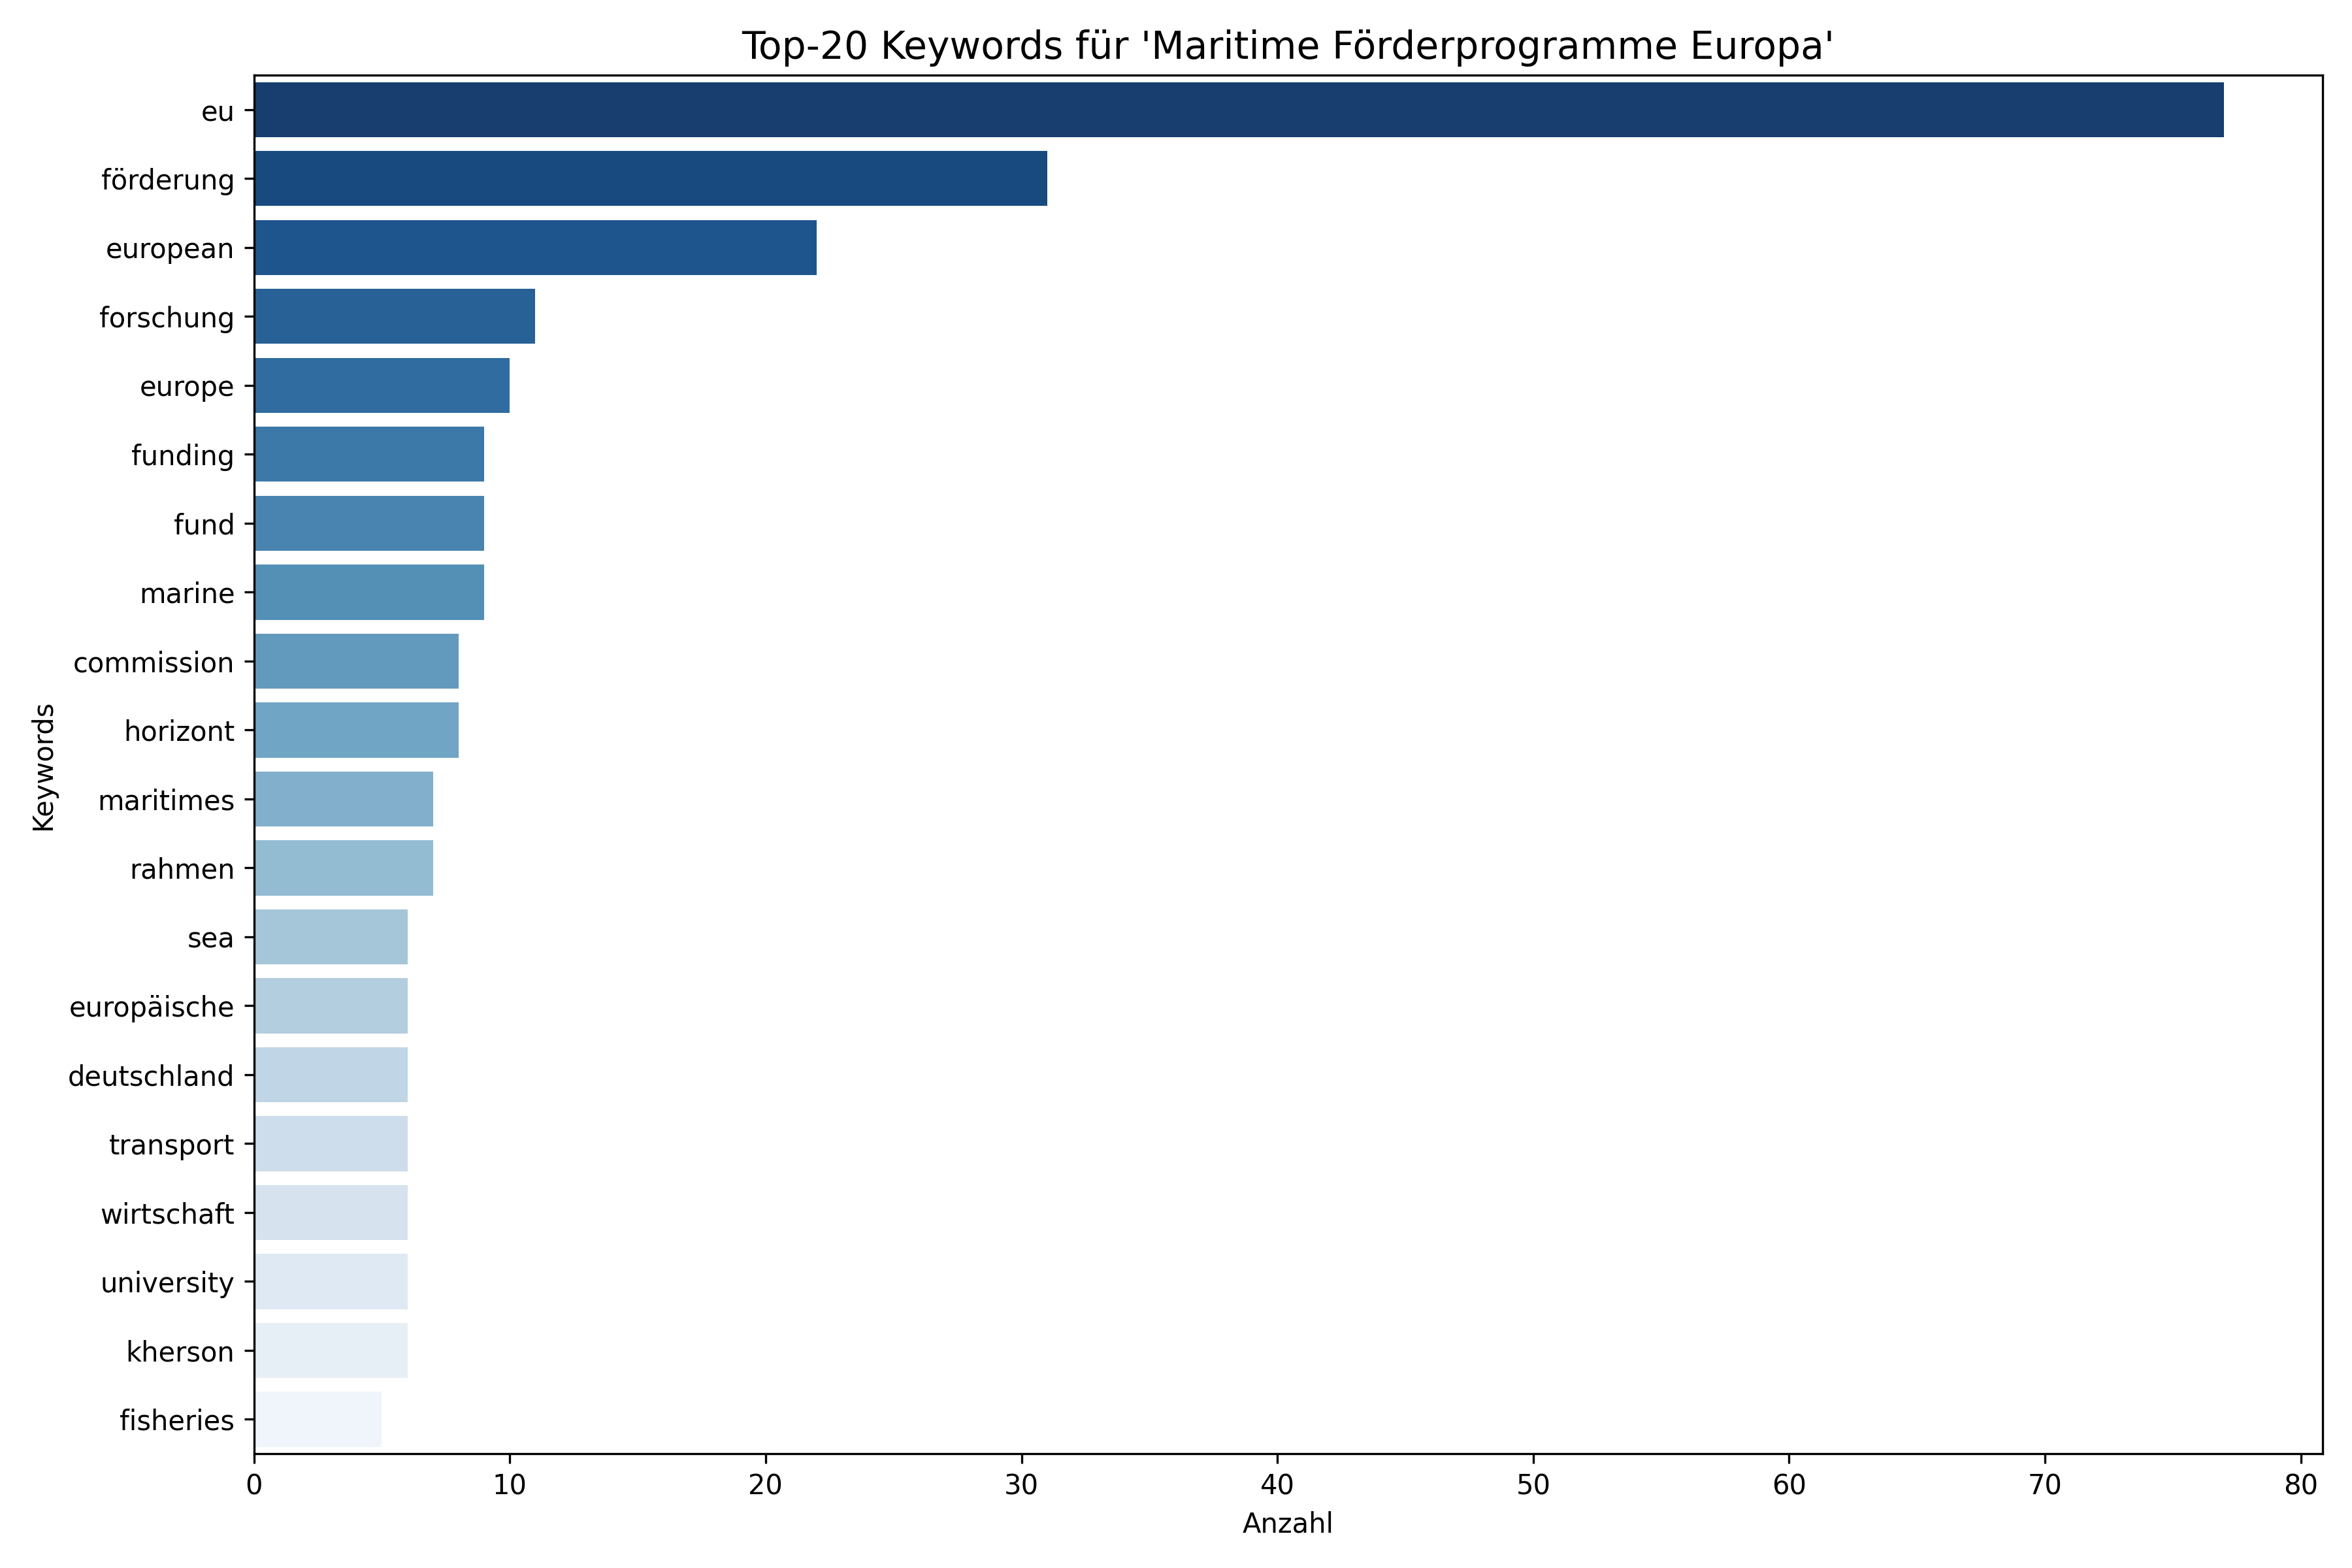 Top-20 Keywords für 'Maritime Förderprogramme Europa'
Keywords
eu
förderung
european
forschung
europe
funding
fund
marine
commission
horizont
maritimes
rahmen
sea
europäische
deutschland
transport
wirtschaft
university
kherson
fisheries
0 10 20 30 40 50 60 70 80
Anzahl